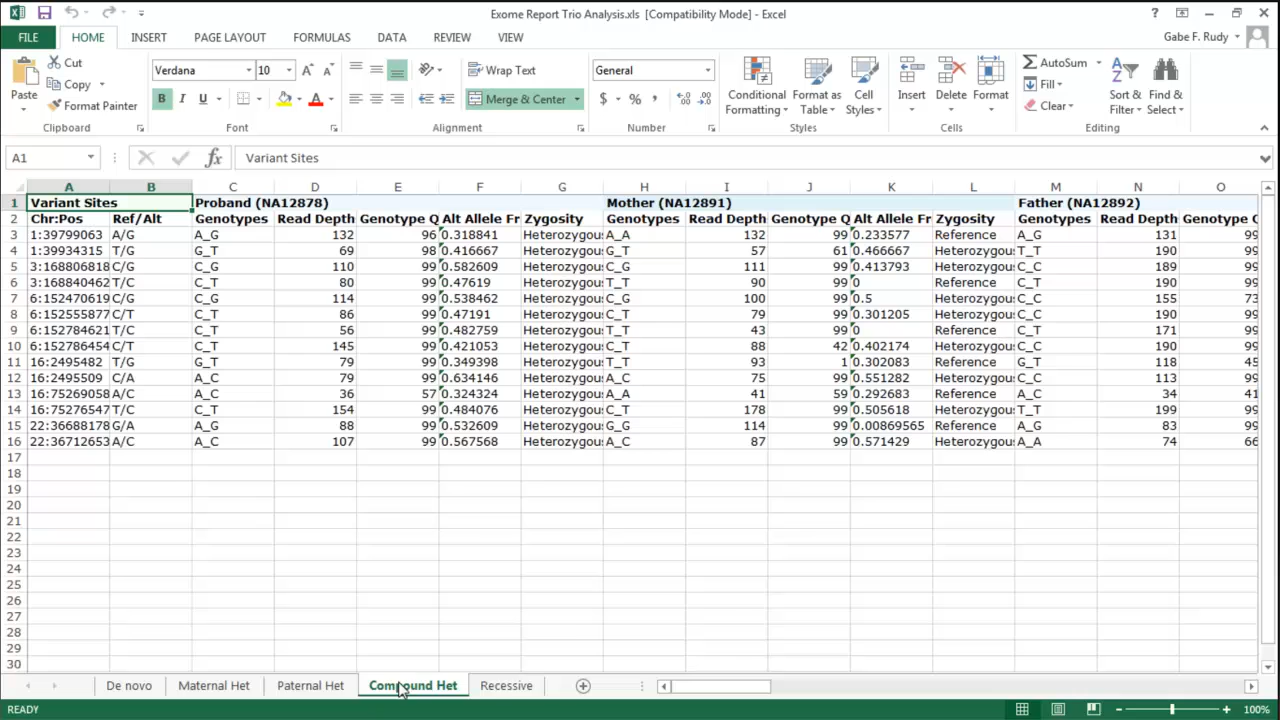 Exome Report Trio Analysis.xls [Compatibility Mode] - Excel
FILE HOME INSERT PAGE LAYOUT FORMULAS DATA REVIEW VIEW Gabe F. Rudy
Paste Cut Copy Format Painter Clipboard
Verdana 10 B I U A Font
Wrap Text Merge & Center Alignment
General $ % , Number
Conditional Formatting Format as Table Cell Styles Styles
Insert Delete Format Cells
AutoSum Fill Clear Sort & Filter Find & Select Editing
A1 fx Variant Sites
A B C D E F G H I J K L M N O
1 Variant Sites Proband (NA12878) Mother (NA12891) Father (NA12892)
2 Chr:Pos Ref/Alt Genotypes Read Depth Genotype Q Alt Allele Fr Zygosity Genotypes Read Depth Genotype Q Alt Allele Fr Zygosity Genotypes Read Depth Genotype Q
3 1:39799063 A/G A_G 132 96 0.318841 Heterozygous A_A 132 99 0.233577 Reference A_G 131 99
4 1:39934315 T/G G_T 69 98 0.416667 Heterozygous G_T 57 61 0.466667 Heterozygous T_T 190 99
5 3:168806818 C/G C_G 110 99 0.582609 Heterozygous C_G 111 99 0.413793 Heterozygous C_C 189 99
6 3:168840462 T/C C_T 80 99 0.47619 Heterozygous T_T 90 99 0 Reference C_T 190 99
7 6:152470619 C/G C_G 114 99 0.538462 Heterozygous C_G 100 99 0.5 Heterozygous C_C 155 73
8 6:152555877 C/T C_T 86 99 0.47191 Heterozygous C_T 79 99 0.301205 Heterozygous C_C 190 99
9 6:152784621 T/C C_T 56 99 0.482759 Heterozygous T_T 43 99 0 Reference C_T 171 99
10 6:152786454 C/T C_T 145 99 0.421053 Heterozygous C_T 88 42 0.402174 Heterozygous C_C 190 99
11 16:2495482 T/G G_T 79 99 0.349398 Heterozygous T_T 93 1 0.302083 Reference G_T 118 45
12 16:2495509 C/A A_C 79 99 0.634146 Heterozygous A_C 75 99 0.551282 Heterozygous C_C 113 99
13 16:75269058 A/C A_C 36 57 0.324324 Heterozygous A_A 41 59 0.292683 Reference A_C 34 41
14 16:75276547 T/C C_T 154 99 0.484076 Heterozygous C_T 178 99 0.505618 Heterozygous T_T 199 99
15 22:36688178 G/A A_G 88 99 0.532609 Heterozygous G_G 114 99 0.00869565 Reference A_G 83 99
16 22:36712653 A/C A_C 107 99 0.567568 Heterozygous A_C 87 99 0.571429 Heterozygous A_A 74 66
17
18
19
20
21
22
23
24
25
26
27
28
29
30
De novo Maternal Het Paternal Het Compound Het Recessive
READY 100%